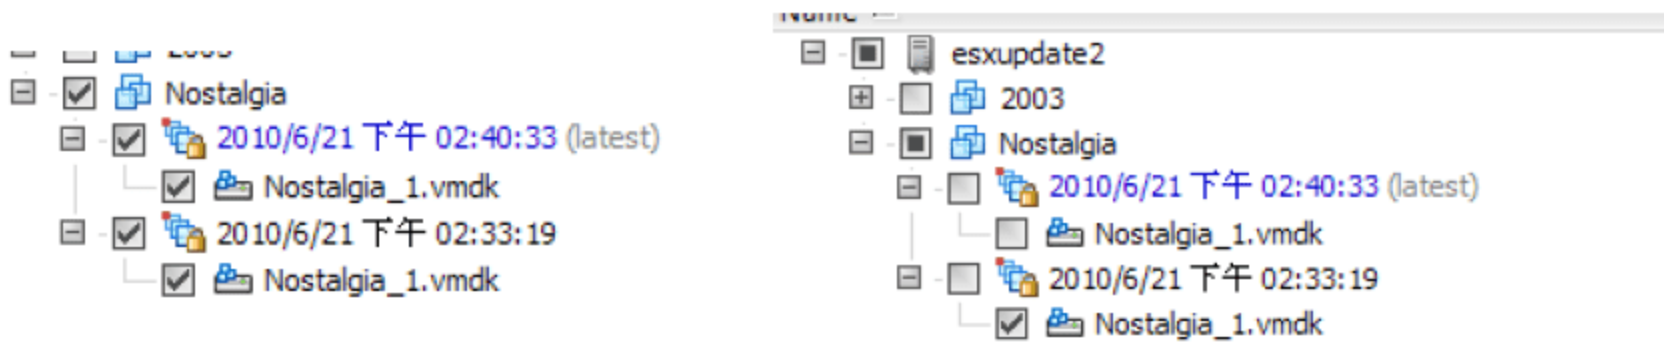 Nostalgia
2010/6/21 下午 02:40:33 (latest)
Nostalgia_1.vmdk
2010/6/21 下午 02:33:19
Nostalgia_1.vmdk
Name
esxupdate2
2003
Nostalgia
2010/6/21 下午 02:40:33 (latest)
Nostalgia_1.vmdk
2010/6/21 下午 02:33:19
Nostalgia_1.vmdk